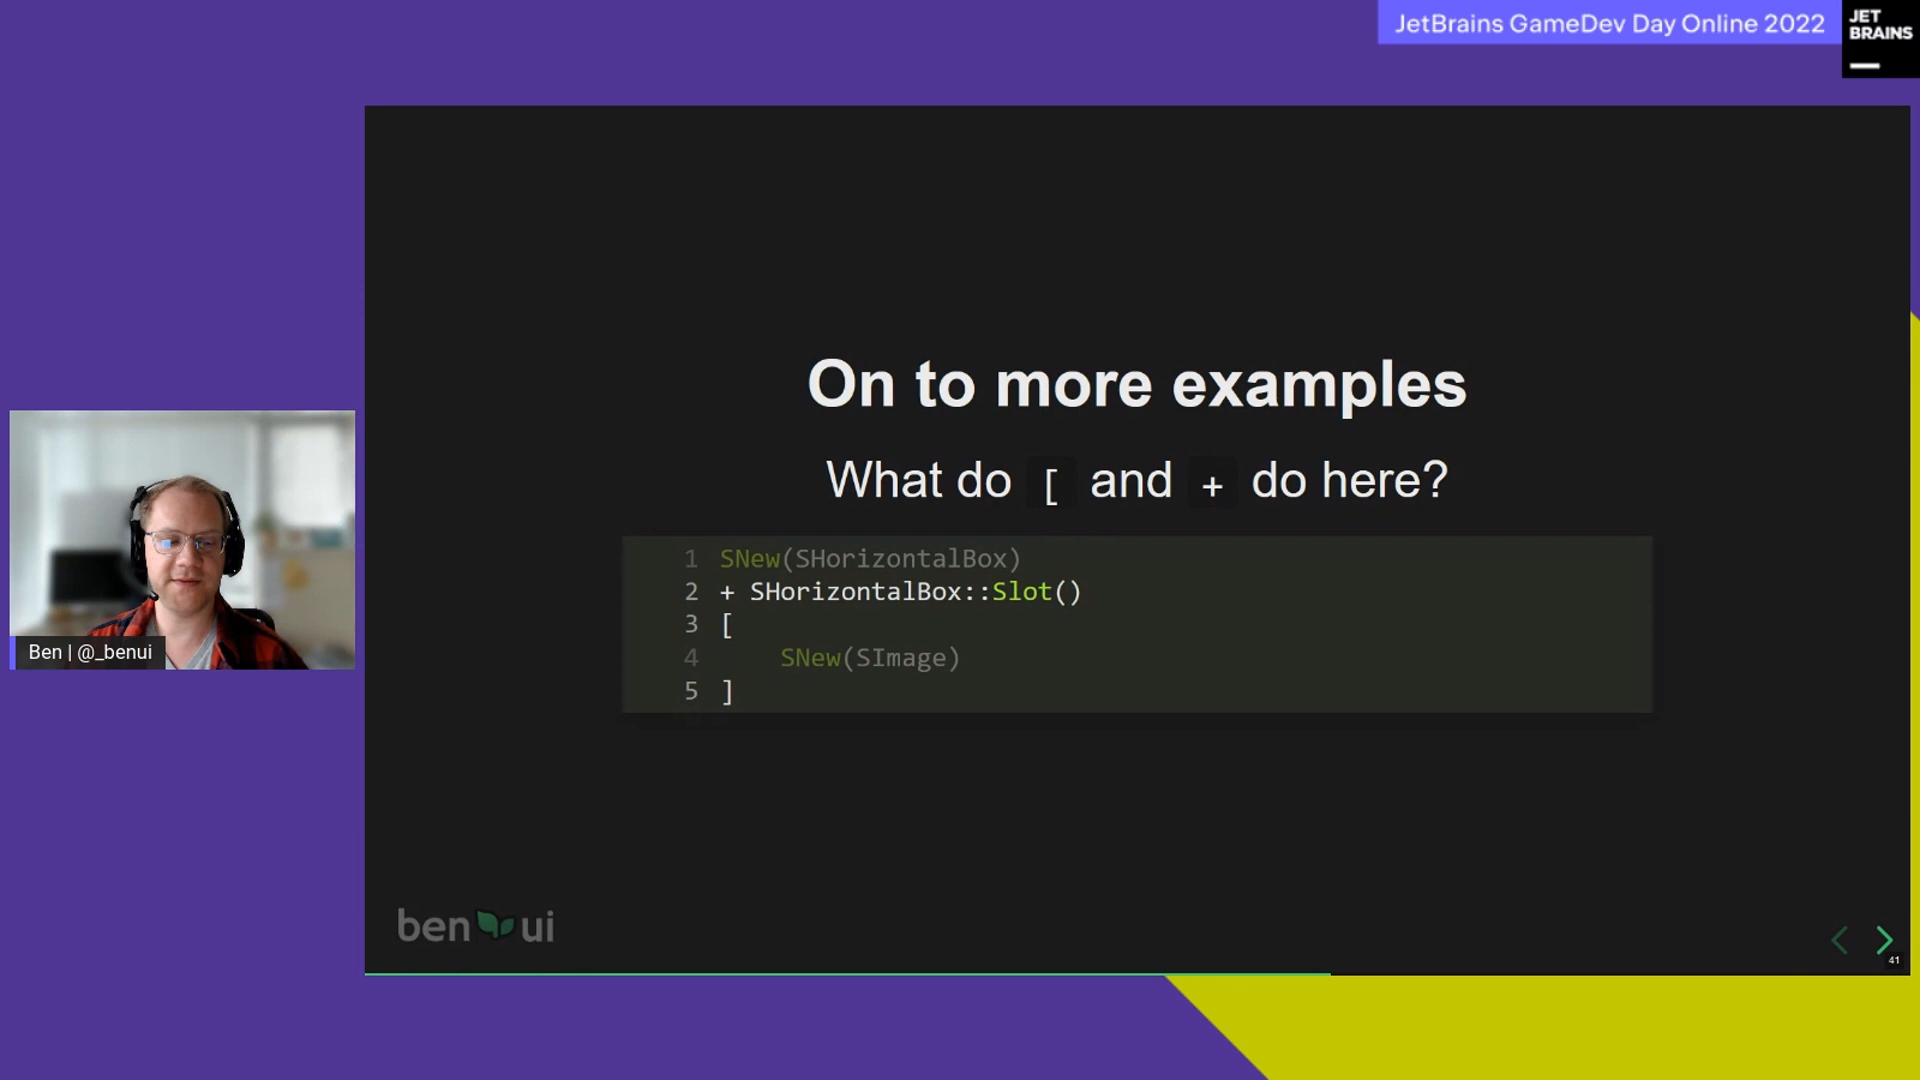 JetBrains GameDev Day Online 2022
JET
BRAINS
On to more examples
What do [ and + do here?
1 SNew(SHorizontalBox)
2 + SHorizontalBox::Slot()
3 [
4     SNew(SImage)
5 ]
Ben | @_benui
ben ui
41